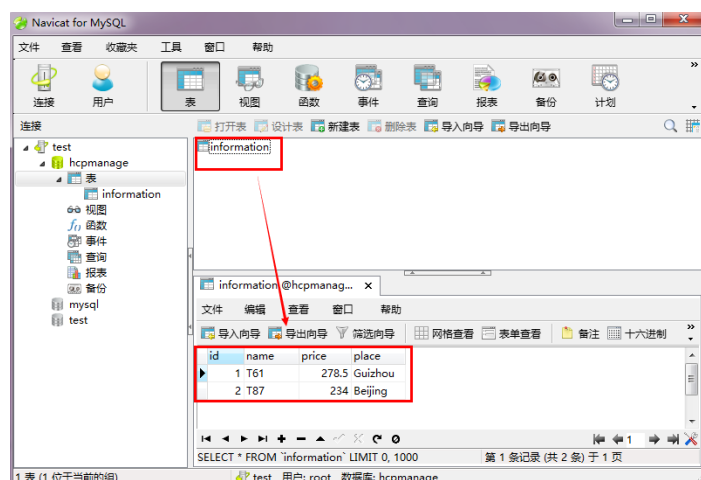 Navicat for MySQL
文件 查看 收藏夹 工具 窗口 帮助
连接 用户 表 视图 函数 事件 查询 报表 备份 计划
连接
打开表 设计表 新建表 删除表 导入向导 导出向导
test
hcpmanage
表
information
视图
函数
事件
查询
报表
备份
mysql
test
information
information @hcpmanag...
文件 编辑 查看 窗口 帮助
导入向导 导出向导 筛选向导 网格查看 表单查看 备注 十六进制
id name price place
1 T61 278.5 Guizhou
2 T87 234 Beijing
1
SELECT * FROM `information` LIMIT 0, 1000 第 1 条记录 (共 2 条) 于 1 页
1 表 (1 位于当前的组) test 用户: root 数据库: hcpmanage